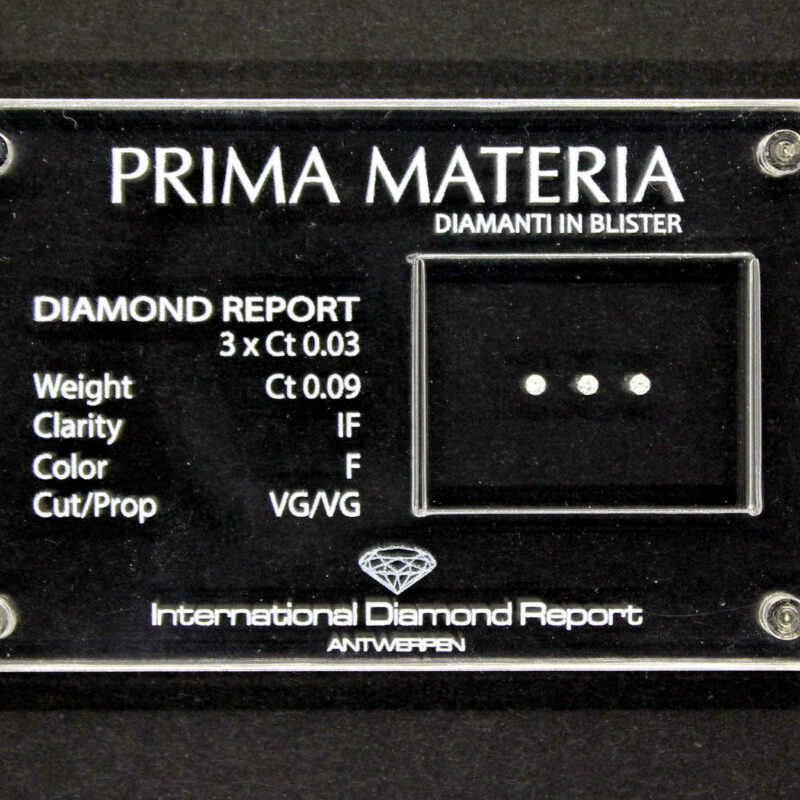 PRIMA MATERIA
DIAMANTI IN BLISTER
DIAMOND REPORT
3 x Ct 0.03
Weight Ct 0.09
Clarity IF
Color F
Cut/Prop VG/VG
International Diamond Report
ANTWERPEN